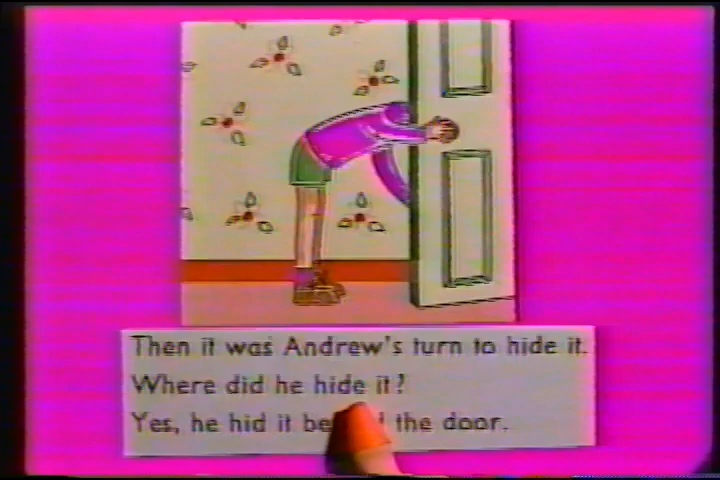 Then it was Andrew's turn to hide it.
Where did he hide it?
Yes, he hid it the door.